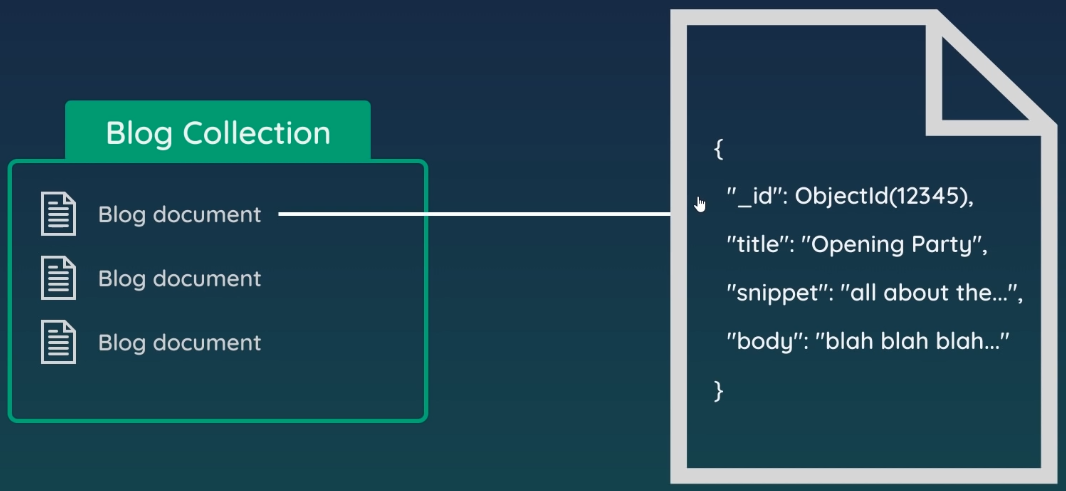 Blog Collection
Blog document
Blog document
Blog document
{
"_id": ObjectId(12345),
"title": "Opening Party",
"snippet": "all about the...",
"body": "blah blah blah..."
}